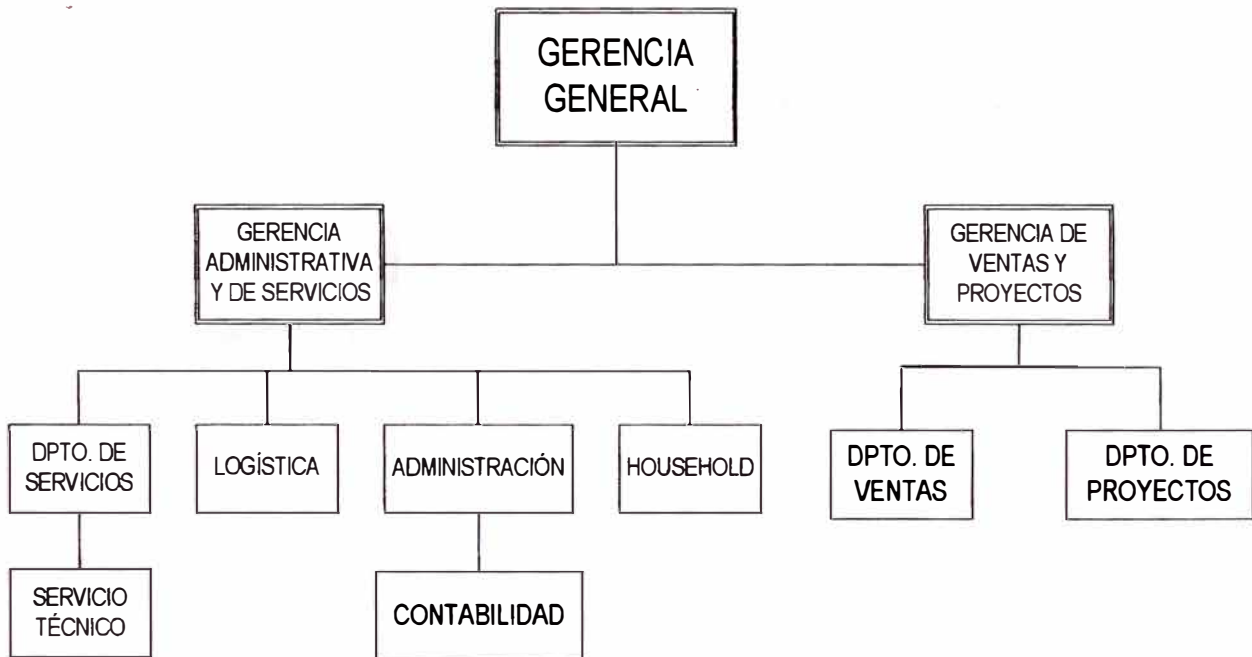 GERENCIA
GENERAL
GERENCIA
ADMINISTRATIVA
Y DE SERVICIOS
GERENCIA DE
VENTAS Y
PROYECTOS
DPTO. DE
SERVICIOS
LOGÍSTICA
ADMINISTRACIÓN
HOUSEHOLD
DPTO. DE
VENTAS
DPTO. DE
PROYECTOS
SERVICIO
TÉCNICO
CONTABILIDAD